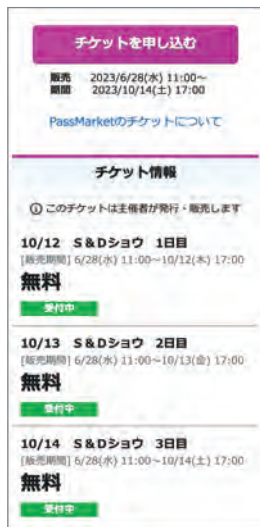 チケットを申し込む
販売 2023/6/28(水) 11:00～
期間 2023/10/14(土) 17:00
PassMarketのチケットについて
チケット情報
ⓘ このチケットは主催者が発行・販売します
10/12 S＆Dショウ 1日目
[販売期間] 6/28(水) 11:00～10/12(木) 17:00
無料
受付中
10/13 S＆Dショウ 2日目
[販売期間] 6/28(水) 11:00～10/13(金) 17:00
無料
受付中
10/14 S＆Dショウ 3日目
[販売期間] 6/28(水) 11:00～10/14(土) 17:00
無料
受付中